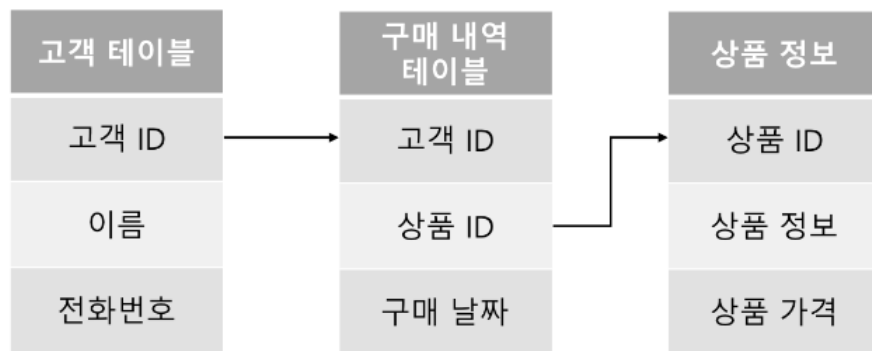 고객 테이블
고객 ID
이름
전화번호
구매 내역
테이블
고객 ID
상품 ID
구매 날짜
상품 정보
상품 ID
상품 정보
상품 가격